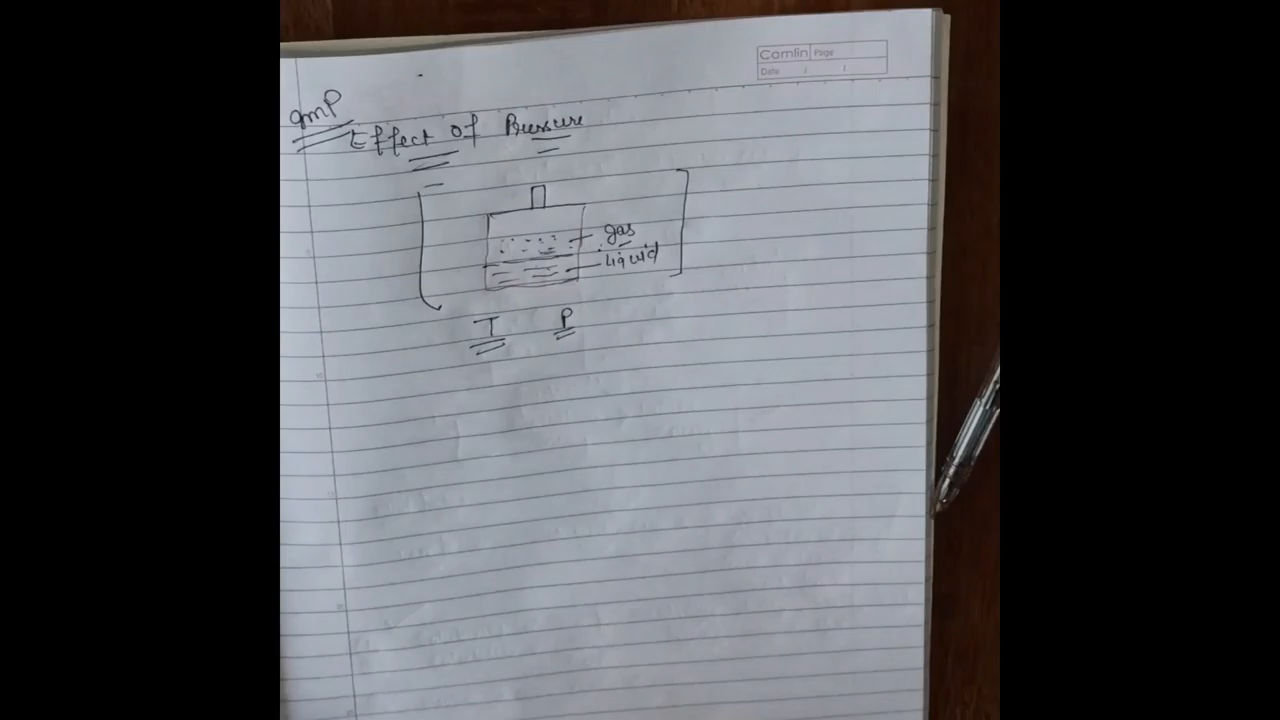 Comlin Page
Date / /
ImP
Effect of Pressure
gas
liquid
T P